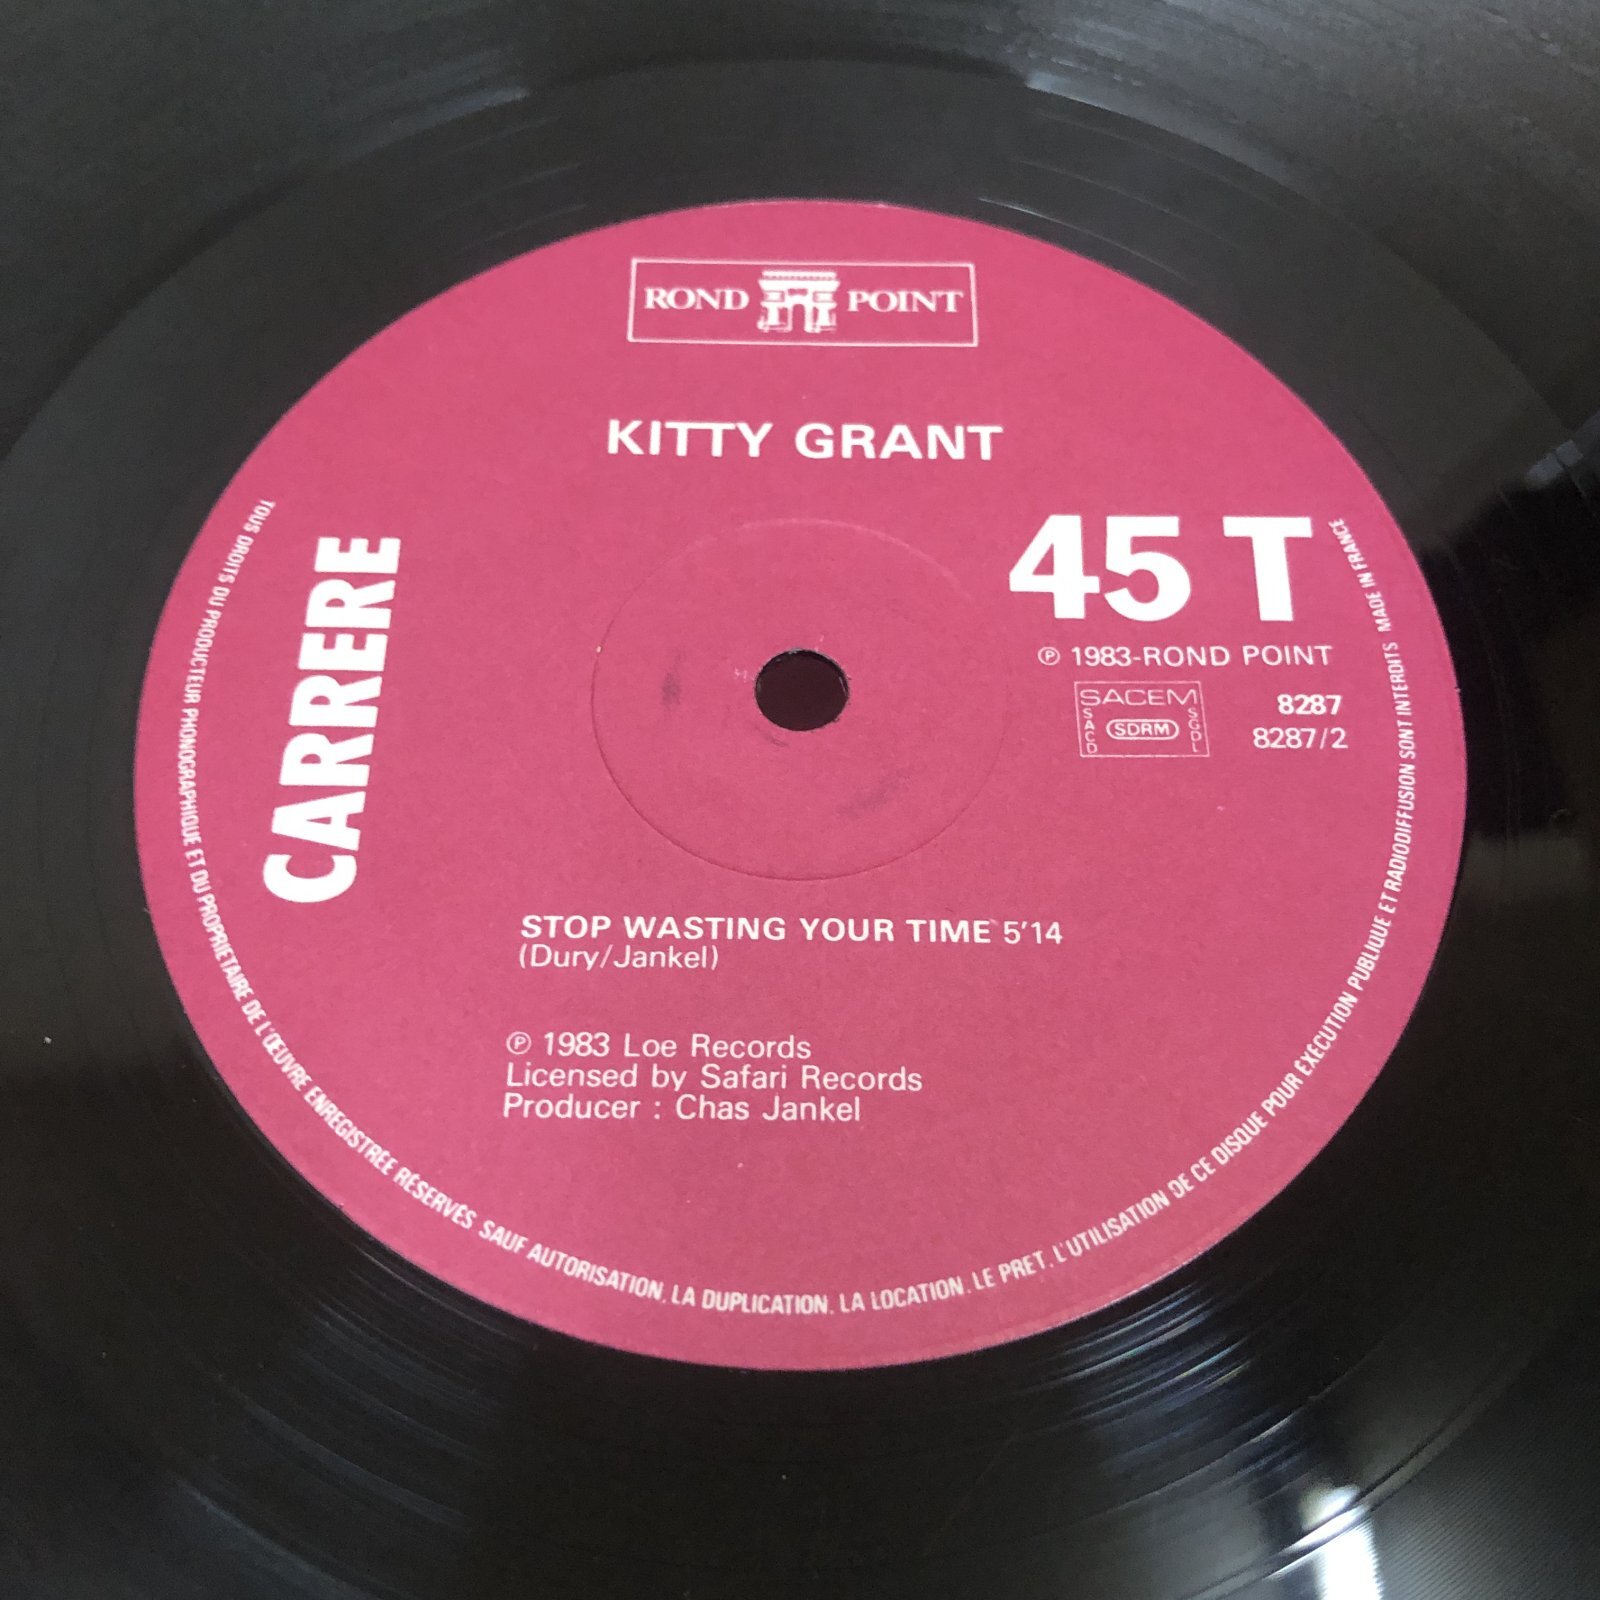 ROND POINT
KITTY GRANT
CARRERE
45 T
℗ 1983-ROND POINT
SACEM
SACD
SDRM
SGDL
8287
8287/2
STOP WASTING YOUR TIME 5'14
(Dury/Jankel)
℗ 1983 Loe Records
Licensed by Safari Records
Producer : Chas Jankel
TOUS DROITS DU PRODUCTEUR PHONOGRAPHIQUE ET DU PROPRIETAIRE DE L'ŒUVRE ENREGISTRÉE RÉSERVÉS SAUF AUTORISATION, LA DUPLICATION, LA LOCATION, LE PRET, L'UTILISATION DE CE DISQUE POUR EXÉCUTION PUBLIQUE ET RADIODIFFUSION SONT INTERDITS MADE IN FRANCE